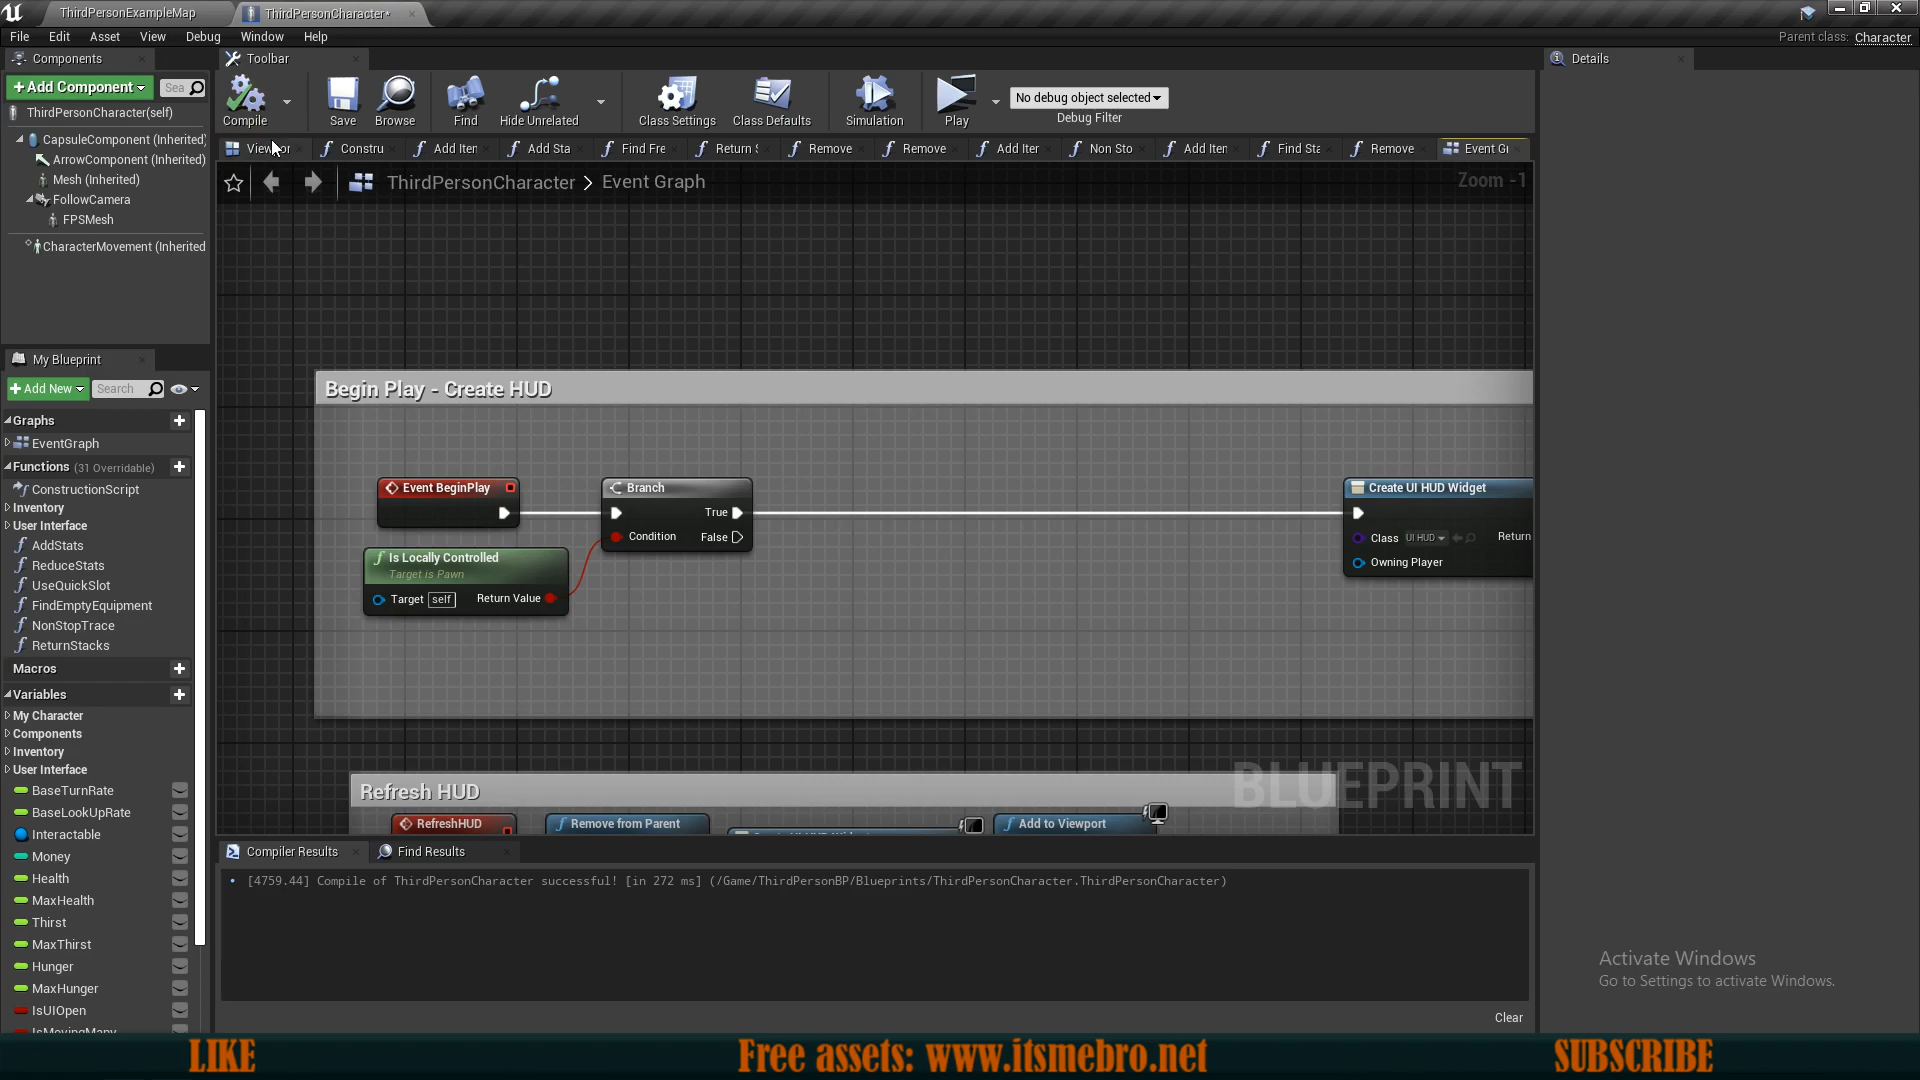 ThirdPersonExampleMap
ThirdPersonCharacter*
File Edit Asset View Debug Window Help
Parent class: Character
Components
Toolbar
Details
Add Component
Sea
Compile
Save
Browse
Find
Hide Unrelated
Class Settings
Class Defaults
Simulation
Play
No debug object selected
Debug Filter
ThirdPersonCharacter(self)
CapsuleComponent (Inherited)
ArrowComponent (Inherited)
Mesh (Inherited)
FollowCamera
FPSMesh
CharacterMovement (Inherited
Constru
Add Iten
Add Sta
Find Fre
Return S
Remove
Remove
Add Iter
Non Sto
Add Iten
Find Sta
Remove
Event Gr
ThirdPersonCharacter > Event Graph
Zoom -1
Begin Play - Create HUD
Event BeginPlay
Branch
True
Condition
False
Is Locally Controlled
Target is Pawn
Target self
Return Value
Create UI HUD Widget
Class UI HUD
Return
Owning Player
Refresh HUD
RefreshHUD
Remove from Parent
Add to Viewport
BLUEPRINT
My Blueprint
Add New
Search
Graphs
EventGraph
Functions (31 Overridable)
ConstructionScript
Inventory
User Interface
AddStats
ReduceStats
UseQuickSlot
FindEmptyEquipment
NonStopTrace
ReturnStacks
Macros
Variables
My Character
Components
Inventory
User Interface
BaseTurnRate
BaseLookUpRate
Interactable
Money
Health
MaxHealth
Thirst
MaxThirst
Hunger
MaxHunger
IsUIOpen
Compiler Results
Find Results
[4759.44] Compile of ThirdPersonCharacter successful! [in 272 ms] (/Game/ThirdPersonBP/Blueprints/ThirdPersonCharacter.ThirdPersonCharacter)
Activate Windows
Go to Settings to activate Windows.
Clear
LIKE
Free assets: www.itsmebro.net
SUBSCRIBE